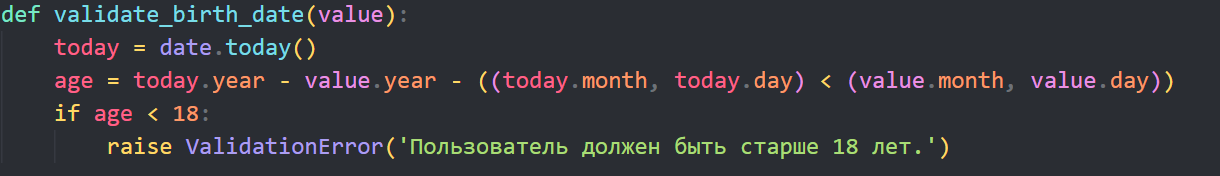 def validate_birth_date(value):
    today = date.today()
    age = today.year - value.year - ((today.month, today.day) < (value.month, value.day))
    if age < 18:
        raise ValidationError('Пользователь должен быть старше 18 лет.')